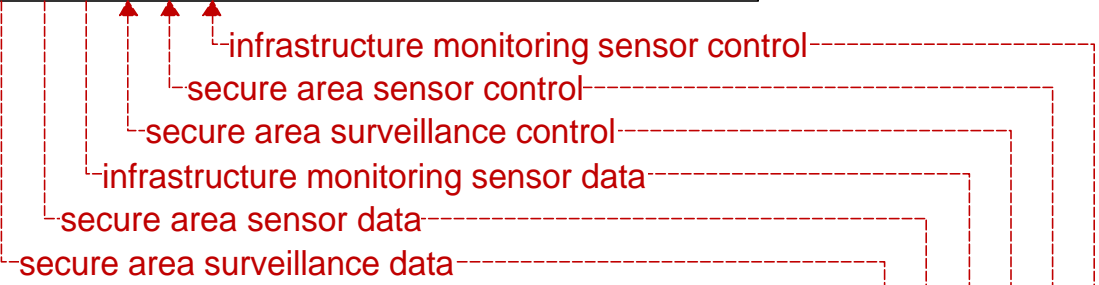 infrastructure monitoring sensor control
secure area sensor control
secure area surveillance control
infrastructure monitoring sensor data
secure area sensor data
secure area surveillance data